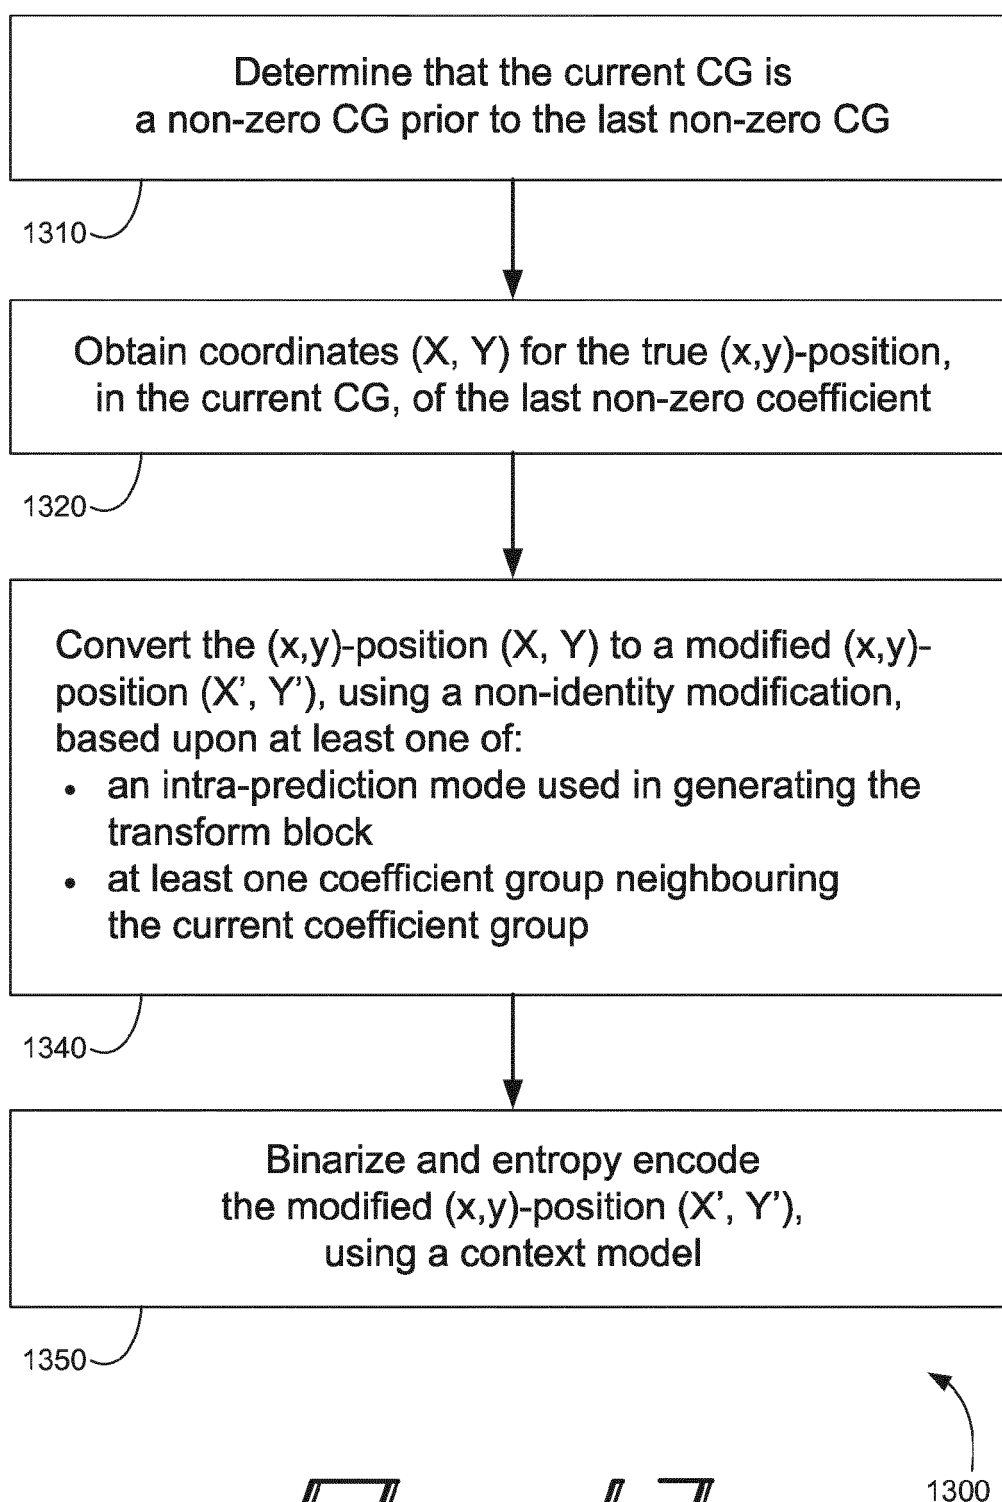 Determine that the current CG is
a non-zero CG prior to the last non-zero CG
1310
Obtain coordinates (X, Y) for the true (x,y)-position,
in the current CG, of the last non-zero coefficient
1320
Convert the (x,y)-position (X, Y) to a modified (x,y)-
position (X’, Y’), using a non-identity modification,
based upon at least one of:
• an intra-prediction mode used in generating the
transform block
• at least one coefficient group neighbouring
the current coefficient group
1340
Binarize and entropy encode
the modified (x,y)-position (X’, Y’),
using a context model
1350
1300